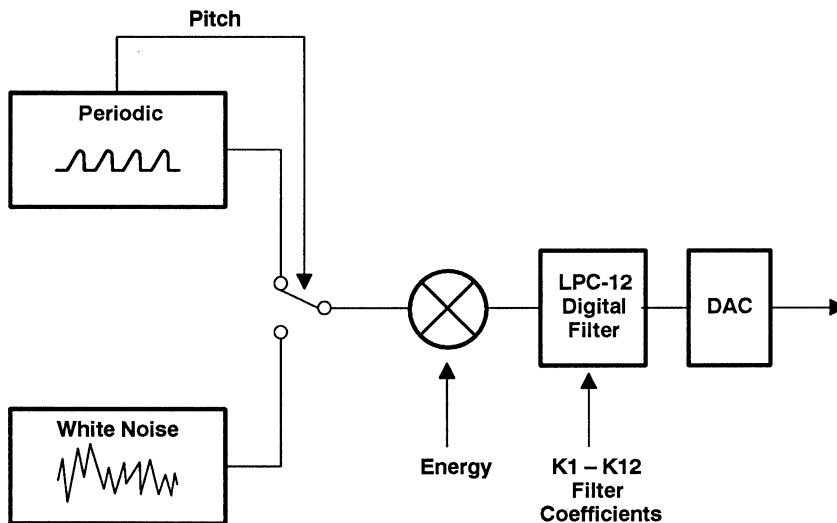 Pitch
Periodic
White Noise
Energy
LPC-12
Digital
Filter
K1 – K12
Filter
Coefficients
DAC